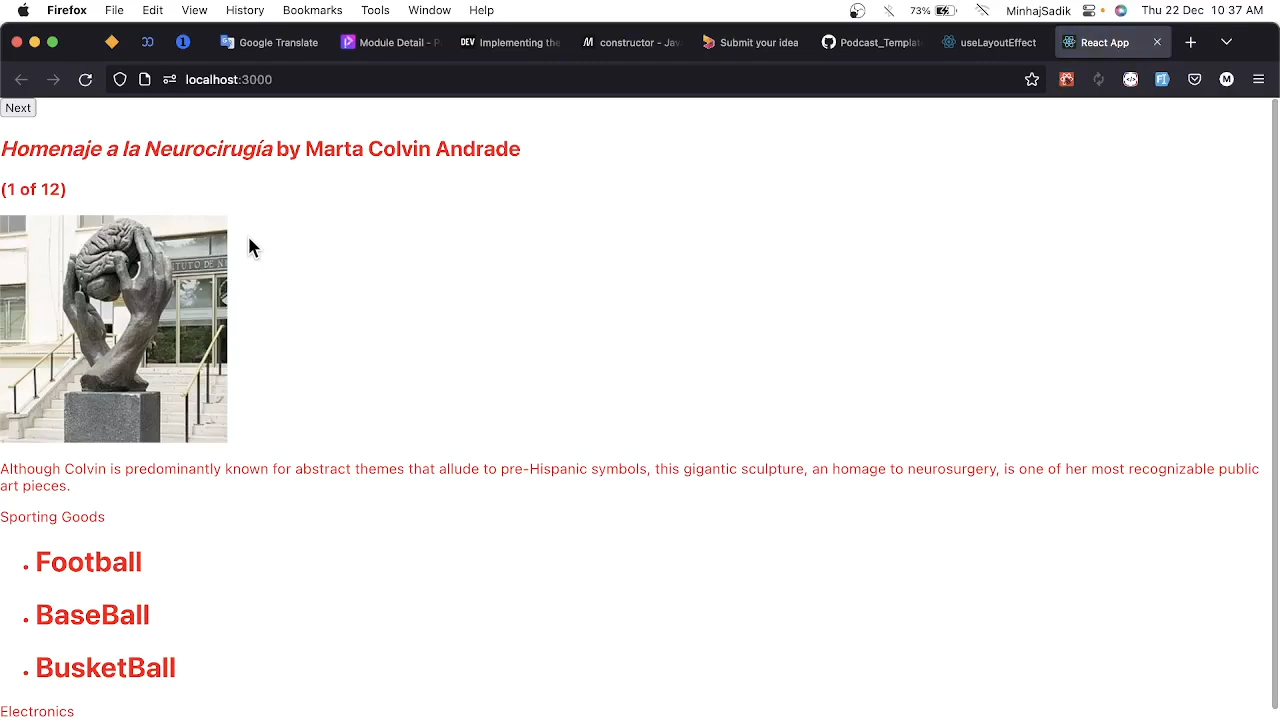 Firefox File Edit View History Bookmarks Tools Window Help 73% MinhajSadik Thu 22 Dec 10:37 AM
Google Translate Module Detail - P DEV Implementing the constructor - Jav Submit your idea Podcast_Templat useLayoutEffect React App
localhost:3000
Next
Homenaje a la Neurocirugía by Marta Colvin Andrade
(1 of 12)
TUTO DE N
Although Colvin is predominantly known for abstract themes that allude to pre-Hispanic symbols, this gigantic sculpture, an homage to neurosurgery, is one of her most recognizable public
art pieces.
Sporting Goods
• Football
• BaseBall
• BusketBall
Electronics